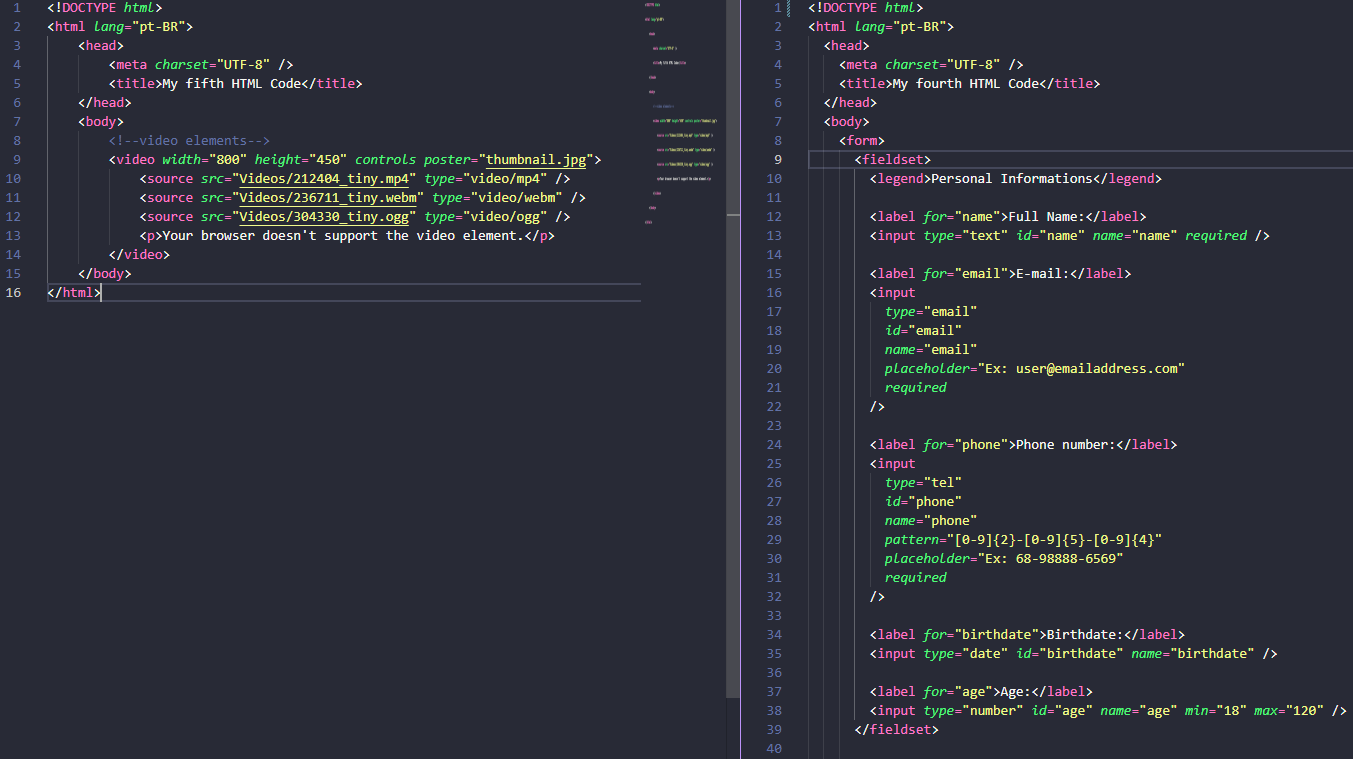 1 <!DOCTYPE html>
2 <html lang="pt-BR">
3 <head>
4 <meta charset="UTF-8" />
5 <title>My fifth HTML Code</title>
6 </head>
7 <body>
8 <!--video elements-->
9 <video width="800" height="450" controls poster="thumbnail.jpg">
10 <source src="Videos/212404_tiny.mp4" type="video/mp4" />
11 <source src="Videos/236711_tiny.webm" type="video/webm" />
12 <source src="Videos/304330_tiny.ogg" type="video/ogg" />
13 <p>Your browser doesn't support the video element.</p>
14 </video>
15 </body>
16 </html>
1 <!DOCTYPE html>
2 <html lang="pt-BR">
3 <head>
4 <meta charset="UTF-8" />
5 <title>My fourth HTML Code</title>
6 </head>
7 <body>
8 <form>
9 <fieldset>
10 <legend>Personal Informations</legend>
11
12 <label for="name">Full Name:</label>
13 <input type="text" id="name" name="name" required />
14
15 <label for="email">E-mail:</label>
16 <input
17 type="email"
18 id="email"
19 name="email"
20 placeholder="Ex: user@emailaddress.com"
21 required
22 />
23
24 <label for="phone">Phone number:</label>
25 <input
26 type="tel"
27 id="phone"
28 name="phone"
29 pattern="[0-9]{2}-[0-9]{5}-[0-9]{4}"
30 placeholder="Ex: 68-98888-6569"
31 required
32 />
33
34 <label for="birthdate">Birthdate:</label>
35 <input type="date" id="birthdate" name="birthdate" />
36
37 <label for="age">Age:</label>
38 <input type="number" id="age" name="age" min="18" max="120" />
39 </fieldset>
40